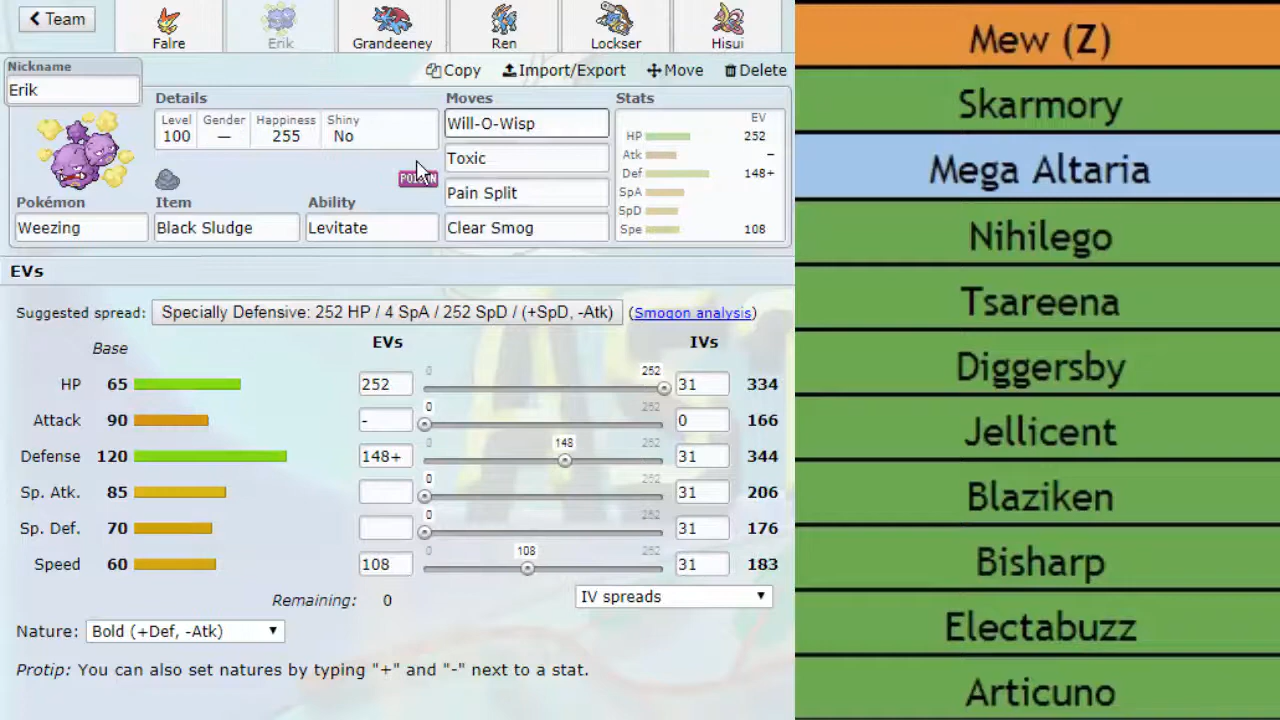 Team
Falre
Erik
Grandeeney
Ren
Lockser
Hisui
Copy
Import/Export
Move
Delete
Nickname
Erik
Details
Level
100
Gender
—
Happiness
255
Shiny
No
POISON
Pokémon
Weezing
Item
Black Sludge
Ability
Levitate
Moves
Will-O-Wisp
Toxic
Pain Split
Clear Smog
Stats
EV
HP 252
Atk –
Def 148+
SpA
SpD
Spe 108
EVs
Suggested spread: Specially Defensive: 252 HP / 4 SpA / 252 SpD / (+SpD, -Atk) (Smogon analysis)
Base EVs IVs
HP 65 252 0 252 31 334
Attack 90 - 0 252 0 166
Defense 120 148+ 0 148 252 31 344
Sp. Atk. 85 0 252 31 206
Sp. Def. 70 0 252 31 176
Speed 60 108 0 108 252 31 183
Remaining: 0
IV spreads
Nature: Bold (+Def, -Atk)
Protip: You can also set natures by typing "+" and "-" next to a stat.
Mew (Z)
Skarmory
Mega Altaria
Nihilego
Tsareena
Diggersby
Jellicent
Blaziken
Bisharp
Electabuzz
Articuno